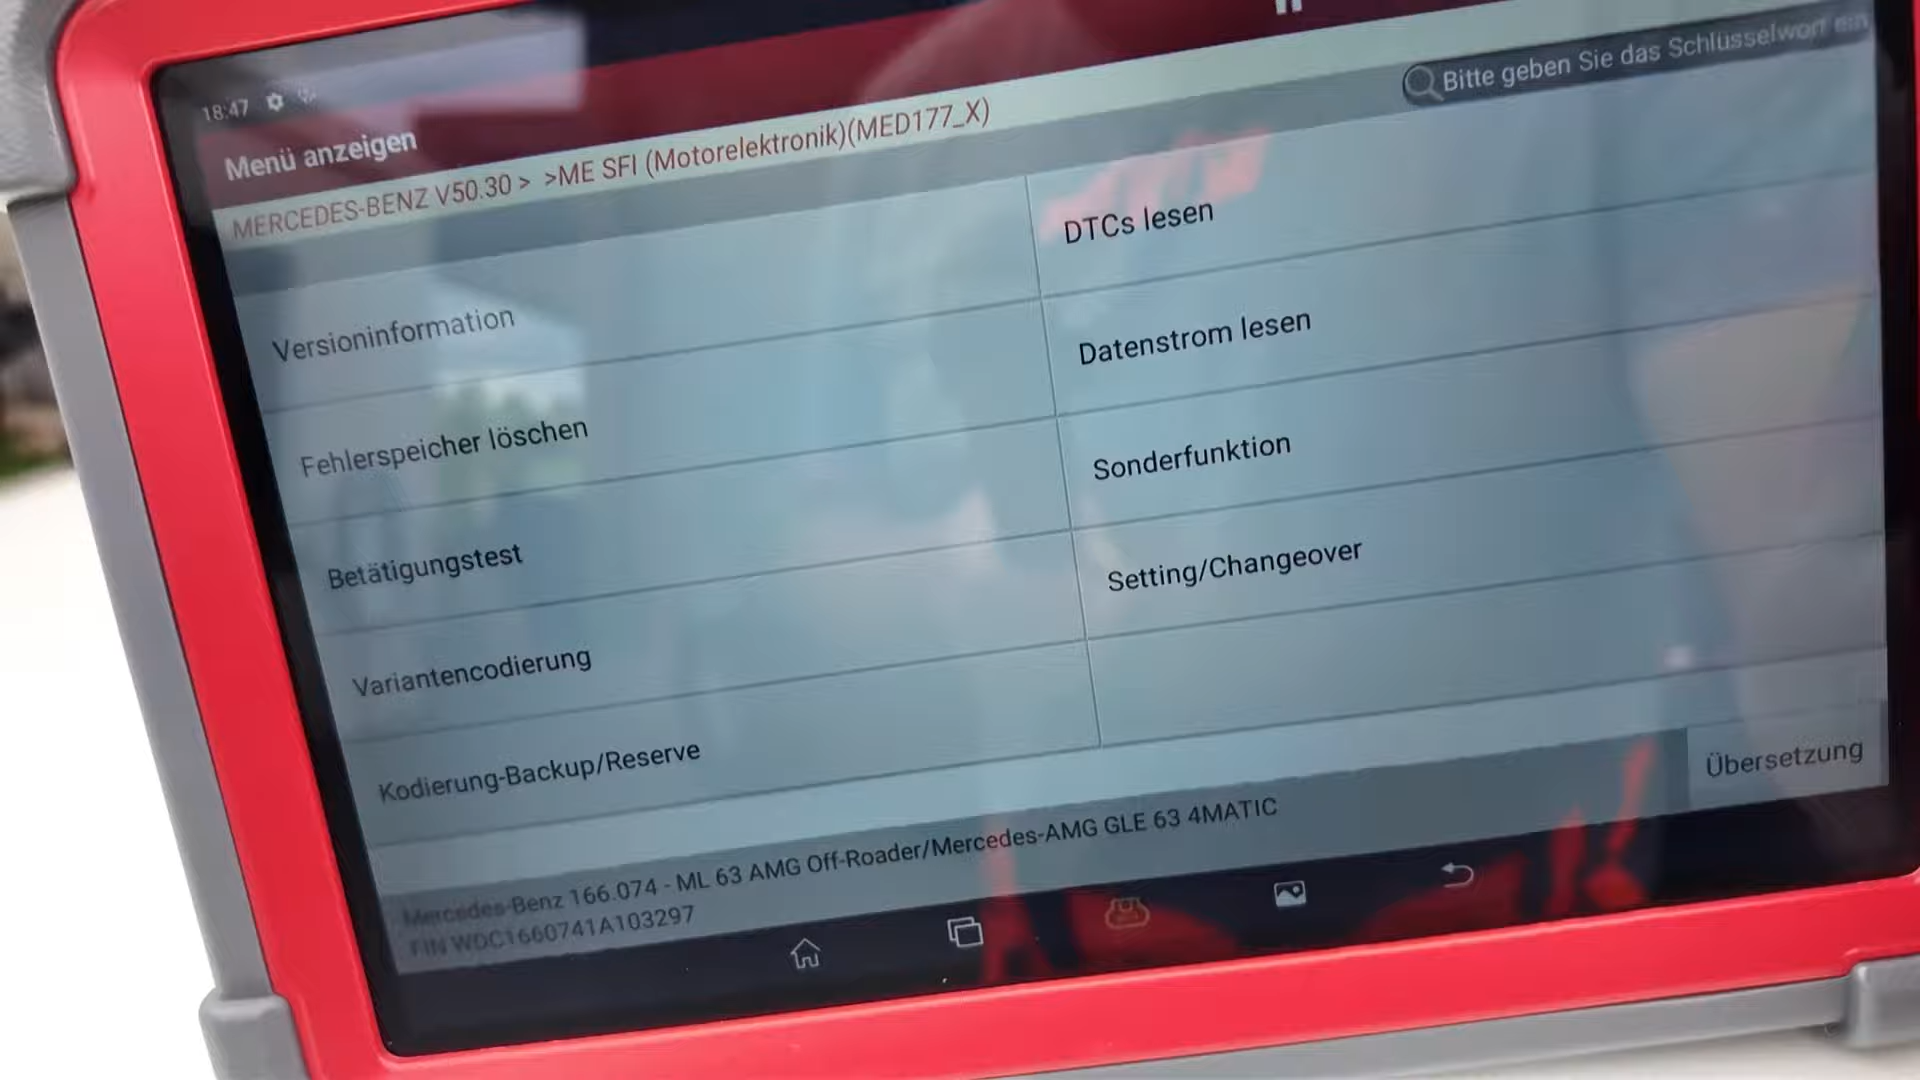 18:47
Menü anzeigen
MERCEDES-BENZ V50.30 > >ME SFI (Motorelektronik)(MED177_X)
Bitte geben Sie das Schlüsselwort ein
Versioninformation
DTCs lesen
Fehlerspeicher löschen
Datenstrom lesen
Betätigungstest
Sonderfunktion
Variantencodierung
Setting/Changeover
Kodierung-Backup/Reserve
Mercedes-Benz 166.074 - ML 63 AMG Off-Roader/Mercedes-AMG GLE 63 4MATIC
FIN WDC1660741A103297
Übersetzung